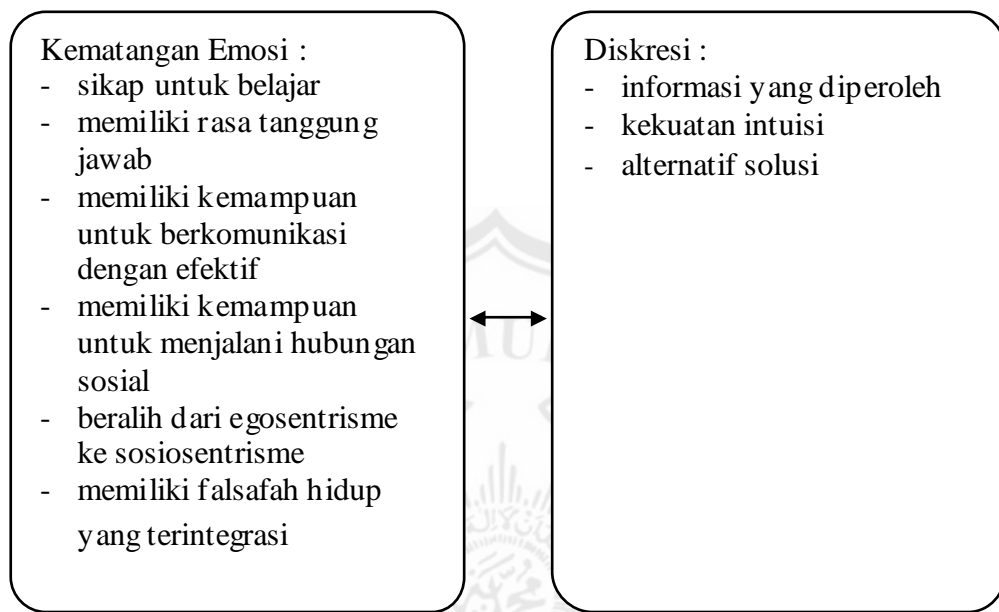 Kematangan Emosi :
- sikap untuk belajar
- memiliki rasa tanggung
jawab
- memiliki kemampuan
untuk berkomunikasi
dengan efektif
- memiliki kemampuan
untuk menjalani hubungan
sosial
- beralih dari egosentrisme
ke sosiosentrisme
- memiliki falsafah hidup
yang terintegrasi
Diskresi :
- informasi yang diperoleh
- kekuatan intuisi
- alternatif solusi